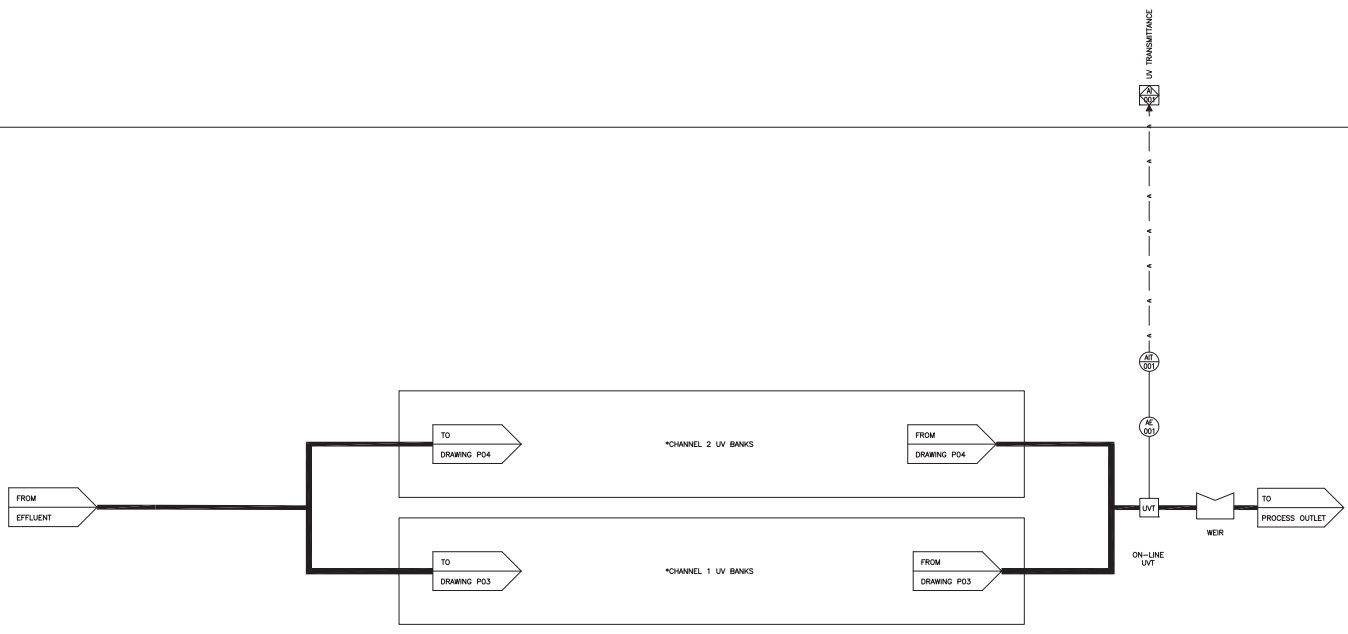 UV TRANSMITTANCE
AI
001
A
A
A
A
A
A
A
AIT
001
AE
001
TO
DRAWING P04
*CHANNEL 2 UV BANKS
FROM
DRAWING P04
FROM
EFFLUENT
UVT
TO
PROCESS OUTLET
WEIR
ON-LINE
UVT
TO
DRAWING P03
*CHANNEL 1 UV BANKS
FROM
DRAWING P03